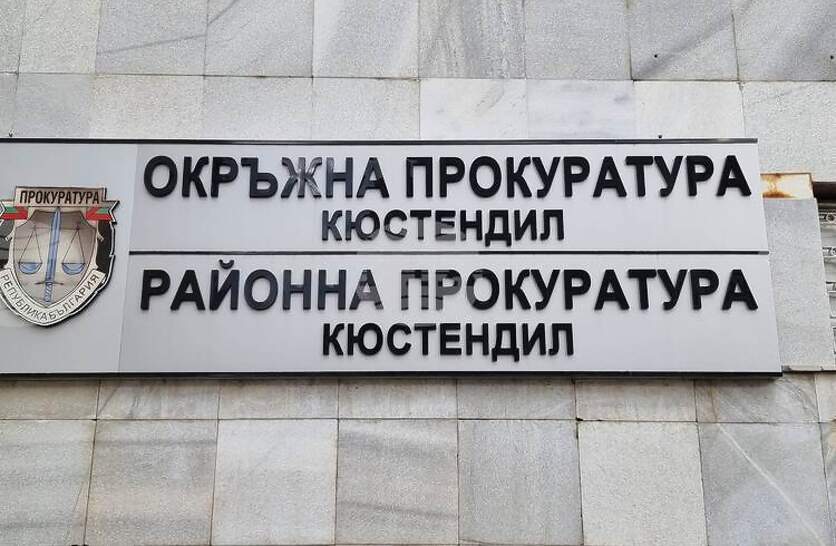 ПРОКУРАТУРА
РЕПУБЛИКА БЪЛГАРИЯ
ОКРЪЖНА ПРОКУРАТУРА
КЮСТЕНДИЛ
РАЙОННА ПРОКУРАТУРА
КЮСТЕНДИЛ